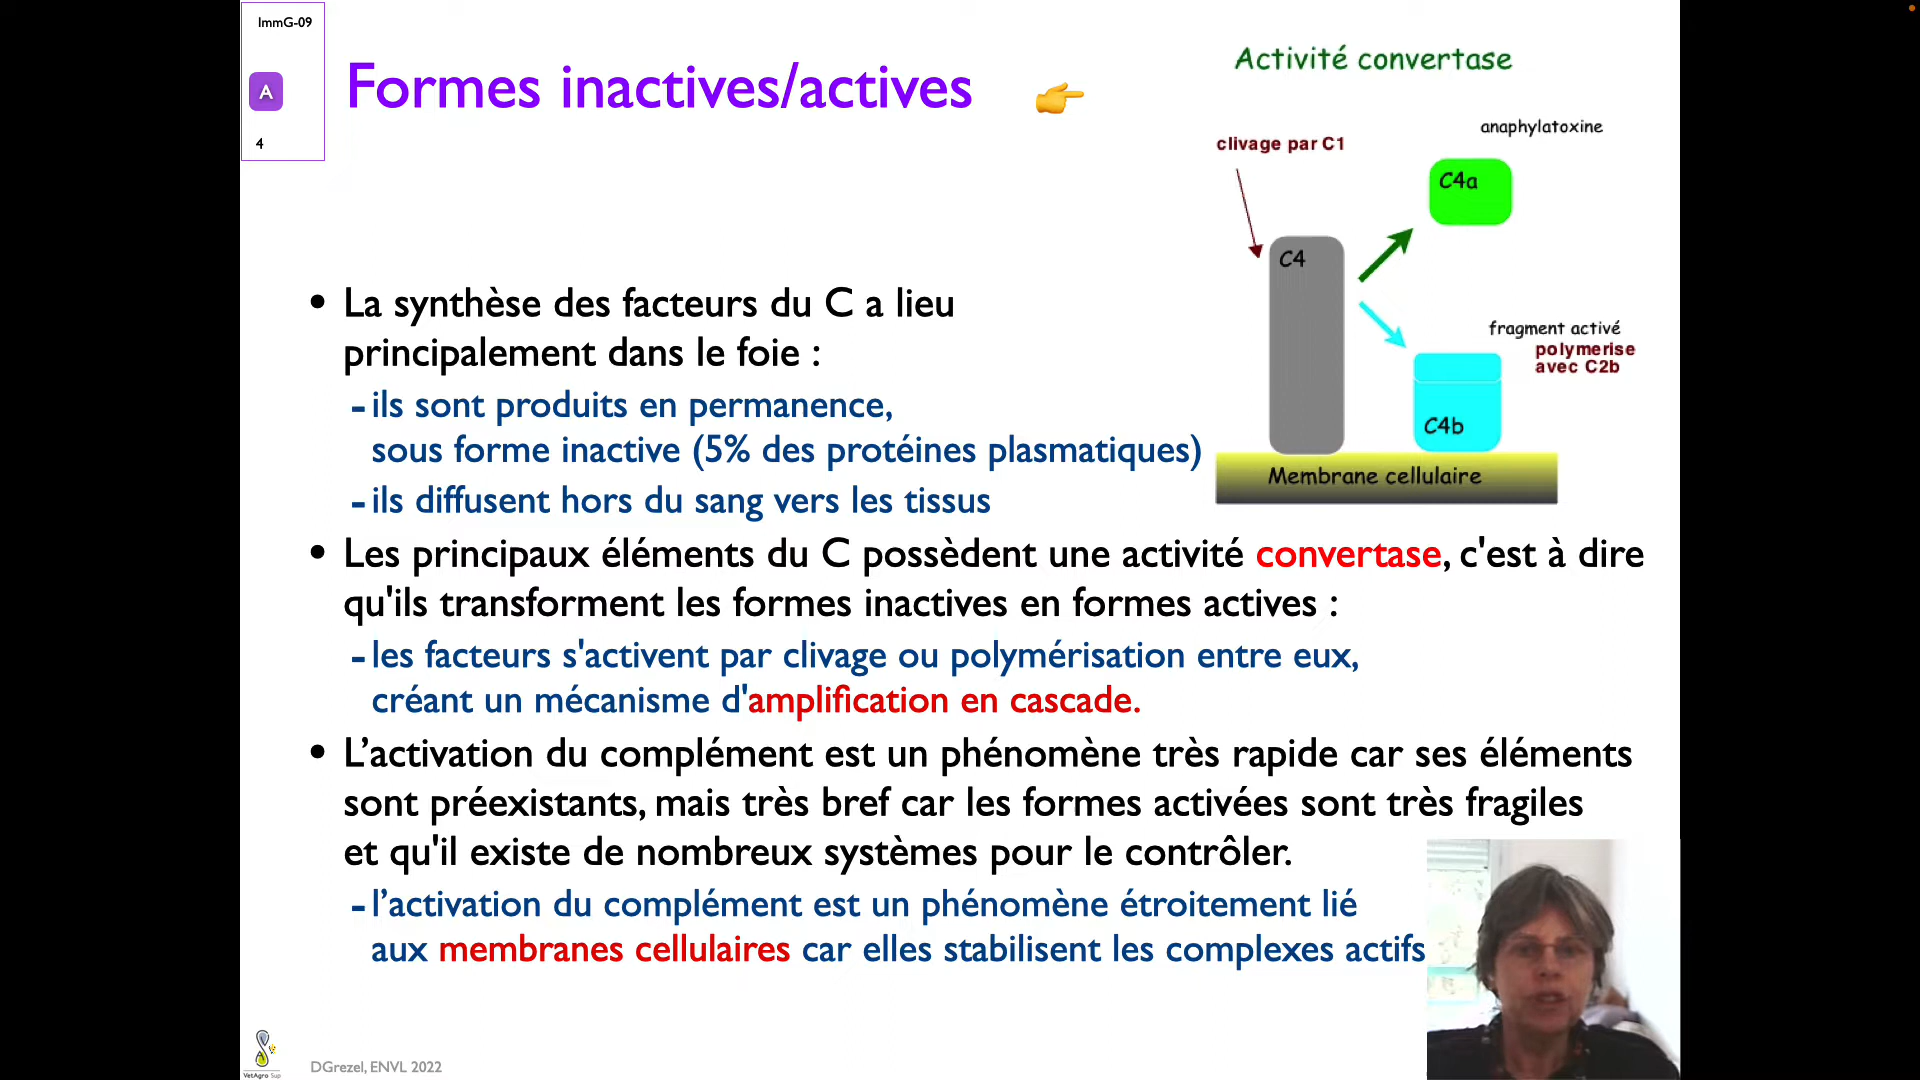 ImmG-09
A
4
Formes inactives/actives
Activité convertase
anaphylatoxine
clivage par C1
C4a
C4
fragment activé
polymerise
avec C2b
C4b
Membrane cellulaire
• La synthèse des facteurs du C a lieu
principalement dans le foie :
- ils sont produits en permanence,
sous forme inactive (5% des protéines plasmatiques)
- ils diffusent hors du sang vers les tissus
• Les principaux éléments du C possèdent une activité convertase, c'est à dire
qu'ils transforment les formes inactives en formes actives :
- les facteurs s'activent par clivage ou polymérisation entre eux,
créant un mécanisme d'amplification en cascade.
• L’activation du complément est un phénomène très rapide car ses éléments
sont préexistants, mais très bref car les formes activées sont très fragiles
et qu'il existe de nombreux systèmes pour le contrôler.
- l’activation du complément est un phénomène étroitement lié
aux membranes cellulaires car elles stabilisent les complexes actifs
VetAgro Sup
DGrezel, ENVL 2022